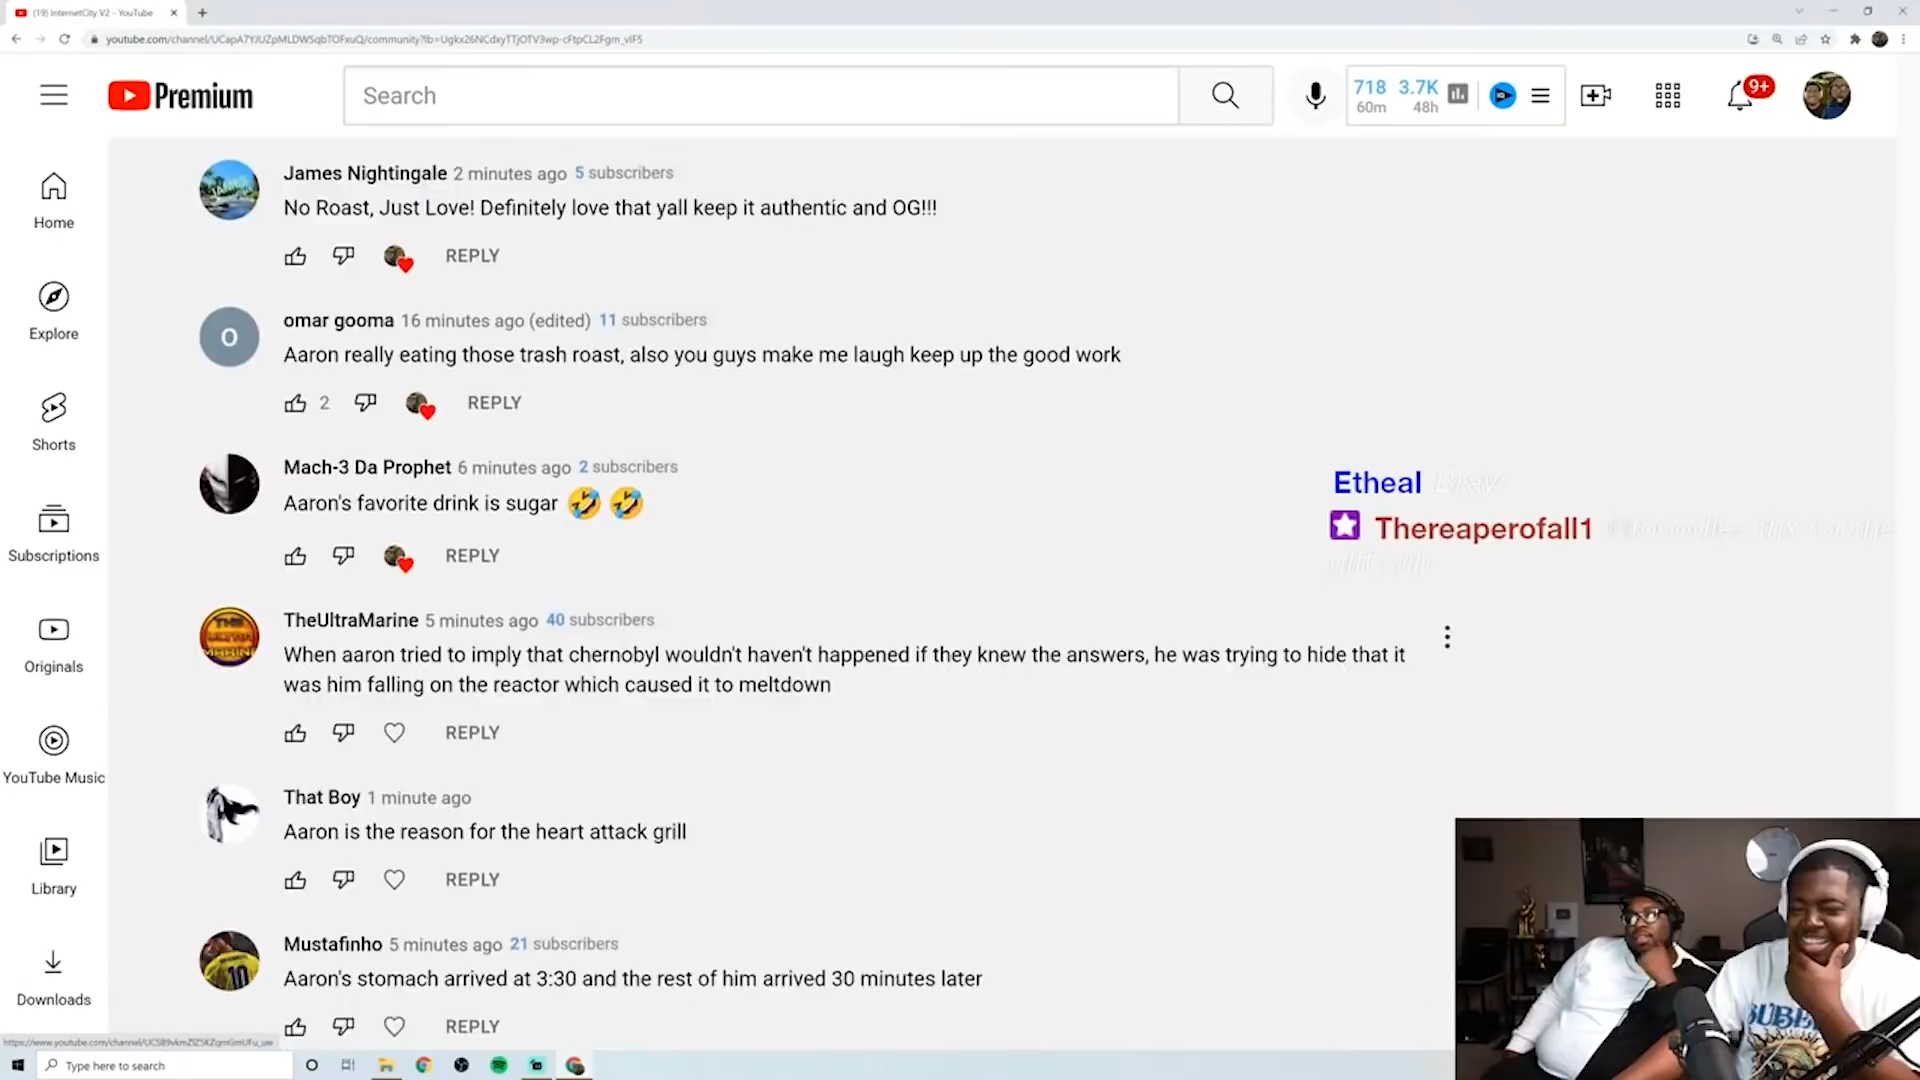 (19) InternetCity V2 - YouTube
youtube.com/channel/UCapA7YJUZpMLDWSqbTOFxuQ/community?lb=Ugkx26NCdxyTTjOTV3wp-cFtpCL2Fgm_vIF5
Premium
Search
718 3.7K
60m 48h
9+
Home
Explore
Shorts
Subscriptions
Originals
YouTube Music
Library
Downloads
James Nightingale 2 minutes ago 5 subscribers
No Roast, Just Love! Definitely love that yall keep it authentic and OG!!!
REPLY
omar gooma 16 minutes ago (edited) 11 subscribers
Aaron really eating those trash roast, also you guys make me laugh keep up the good work
2 REPLY
Mach-3 Da Prophet 6 minutes ago 2 subscribers
Aaron's favorite drink is sugar 🤣 🤣
REPLY
Etheal
Thereaperofall1
TheUltraMarine 5 minutes ago 40 subscribers
When aaron tried to imply that chernobyl wouldn't haven't happened if they knew the answers, he was trying to hide that it
was him falling on the reactor which caused it to meltdown
REPLY
That Boy 1 minute ago
Aaron is the reason for the heart attack grill
REPLY
Mustafinho 5 minutes ago 21 subscribers
Aaron's stomach arrived at 3:30 and the rest of him arrived 30 minutes later
REPLY
Type here to search